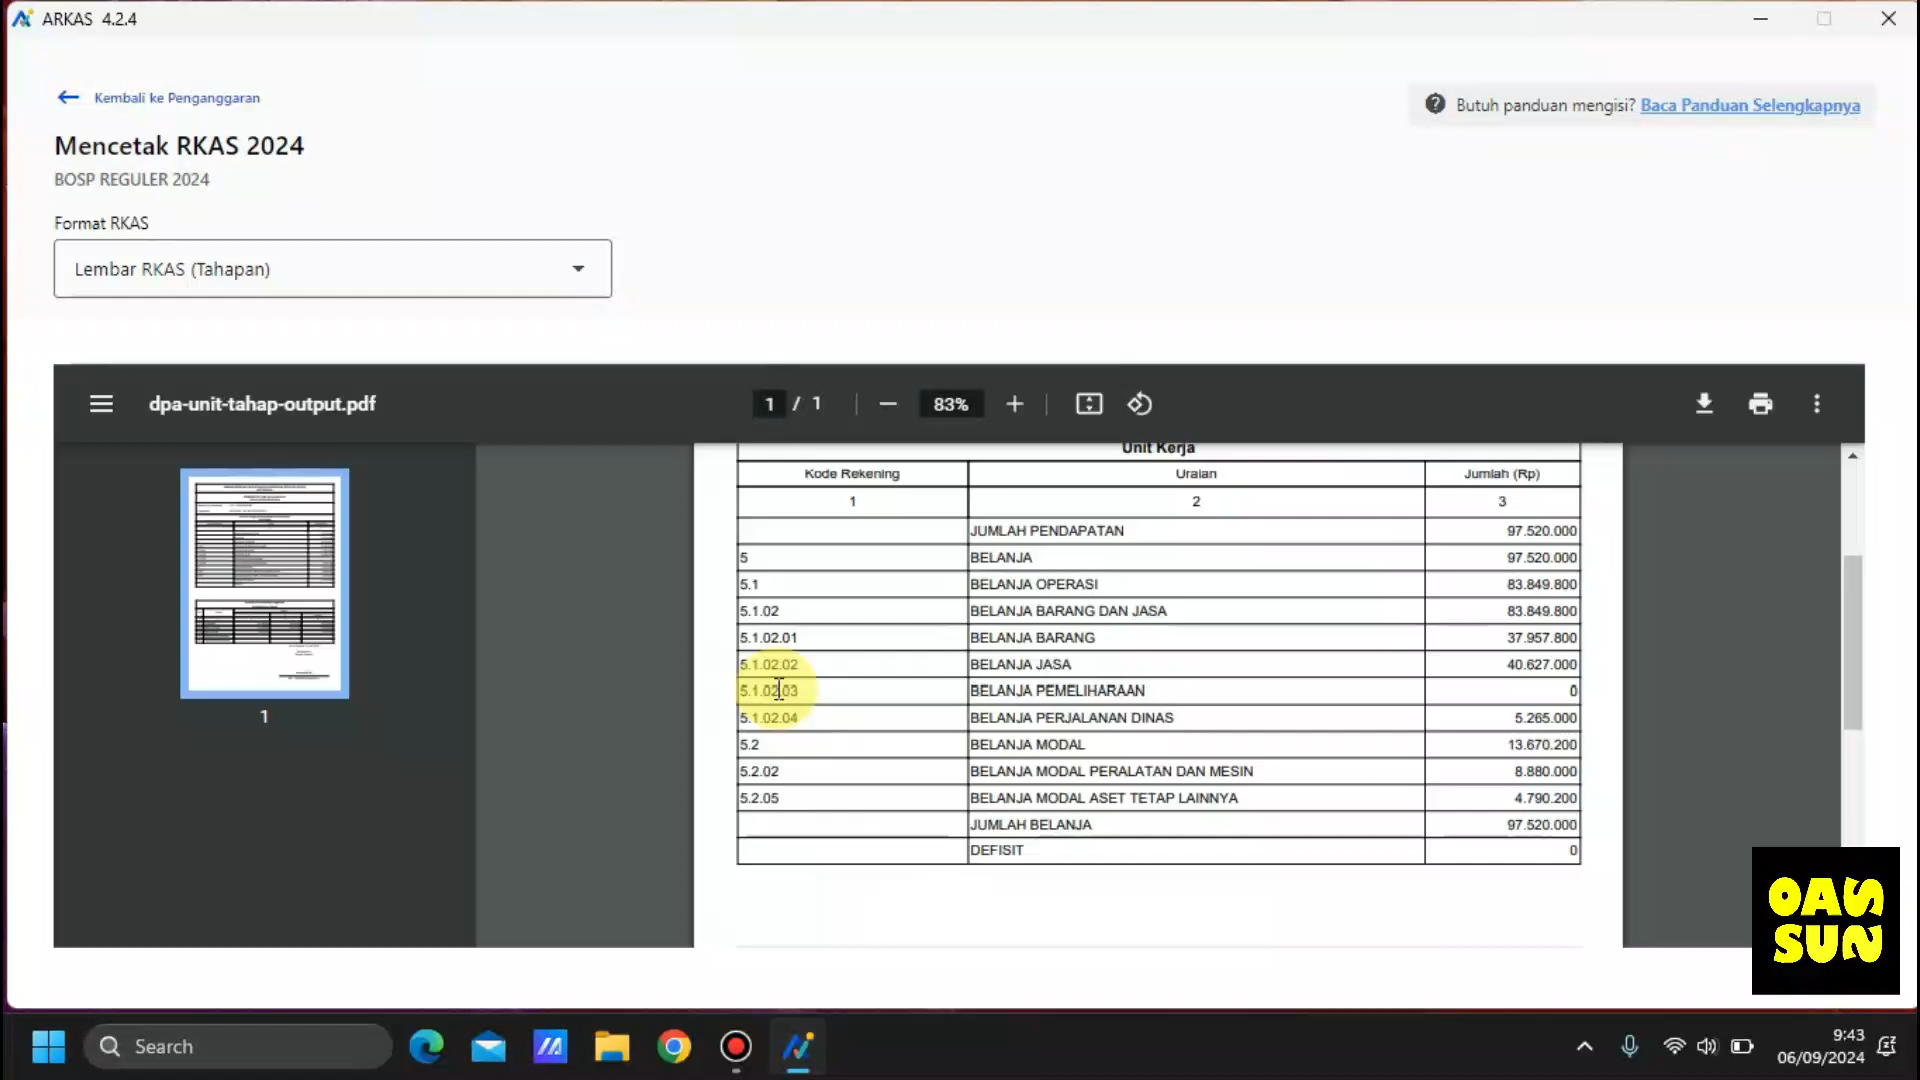 ARKAS 4.2.4
Kembali ke Penganggaran
Butuh panduan mengisi? Baca Panduan Selengkapnya
Mencetak RKAS 2024
BOSP REGULER 2024
Format RKAS
Lembar RKAS (Tahapan)
dpa-unit-tahap-output.pdf
1 / 1
83%
Unit Kerja
Kode Rekening Uraian Jumlah (Rp)
1 2 3
JUMLAH PENDAPATAN 97.520.000
5 BELANJA 97.520.000
5.1 BELANJA OPERASI 83.849.800
5.1.02 BELANJA BARANG DAN JASA 83.849.800
5.1.02.01 BELANJA BARANG 37.957.800
5.1.02.02 BELANJA JASA 40.627.000
5.1.02.03 BELANJA PEMELIHARAAN 0
5.1.02.04 BELANJA PERJALANAN DINAS 5.265.000
5.2 BELANJA MODAL 13.670.200
5.2.02 BELANJA MODAL PERALATAN DAN MESIN 8.880.000
5.2.05 BELANJA MODAL ASET TETAP LAINNYA 4.790.200
JUMLAH BELANJA 97.520.000
DEFISIT 0
1
OAS
SUN
Search
9:43
06/09/2024